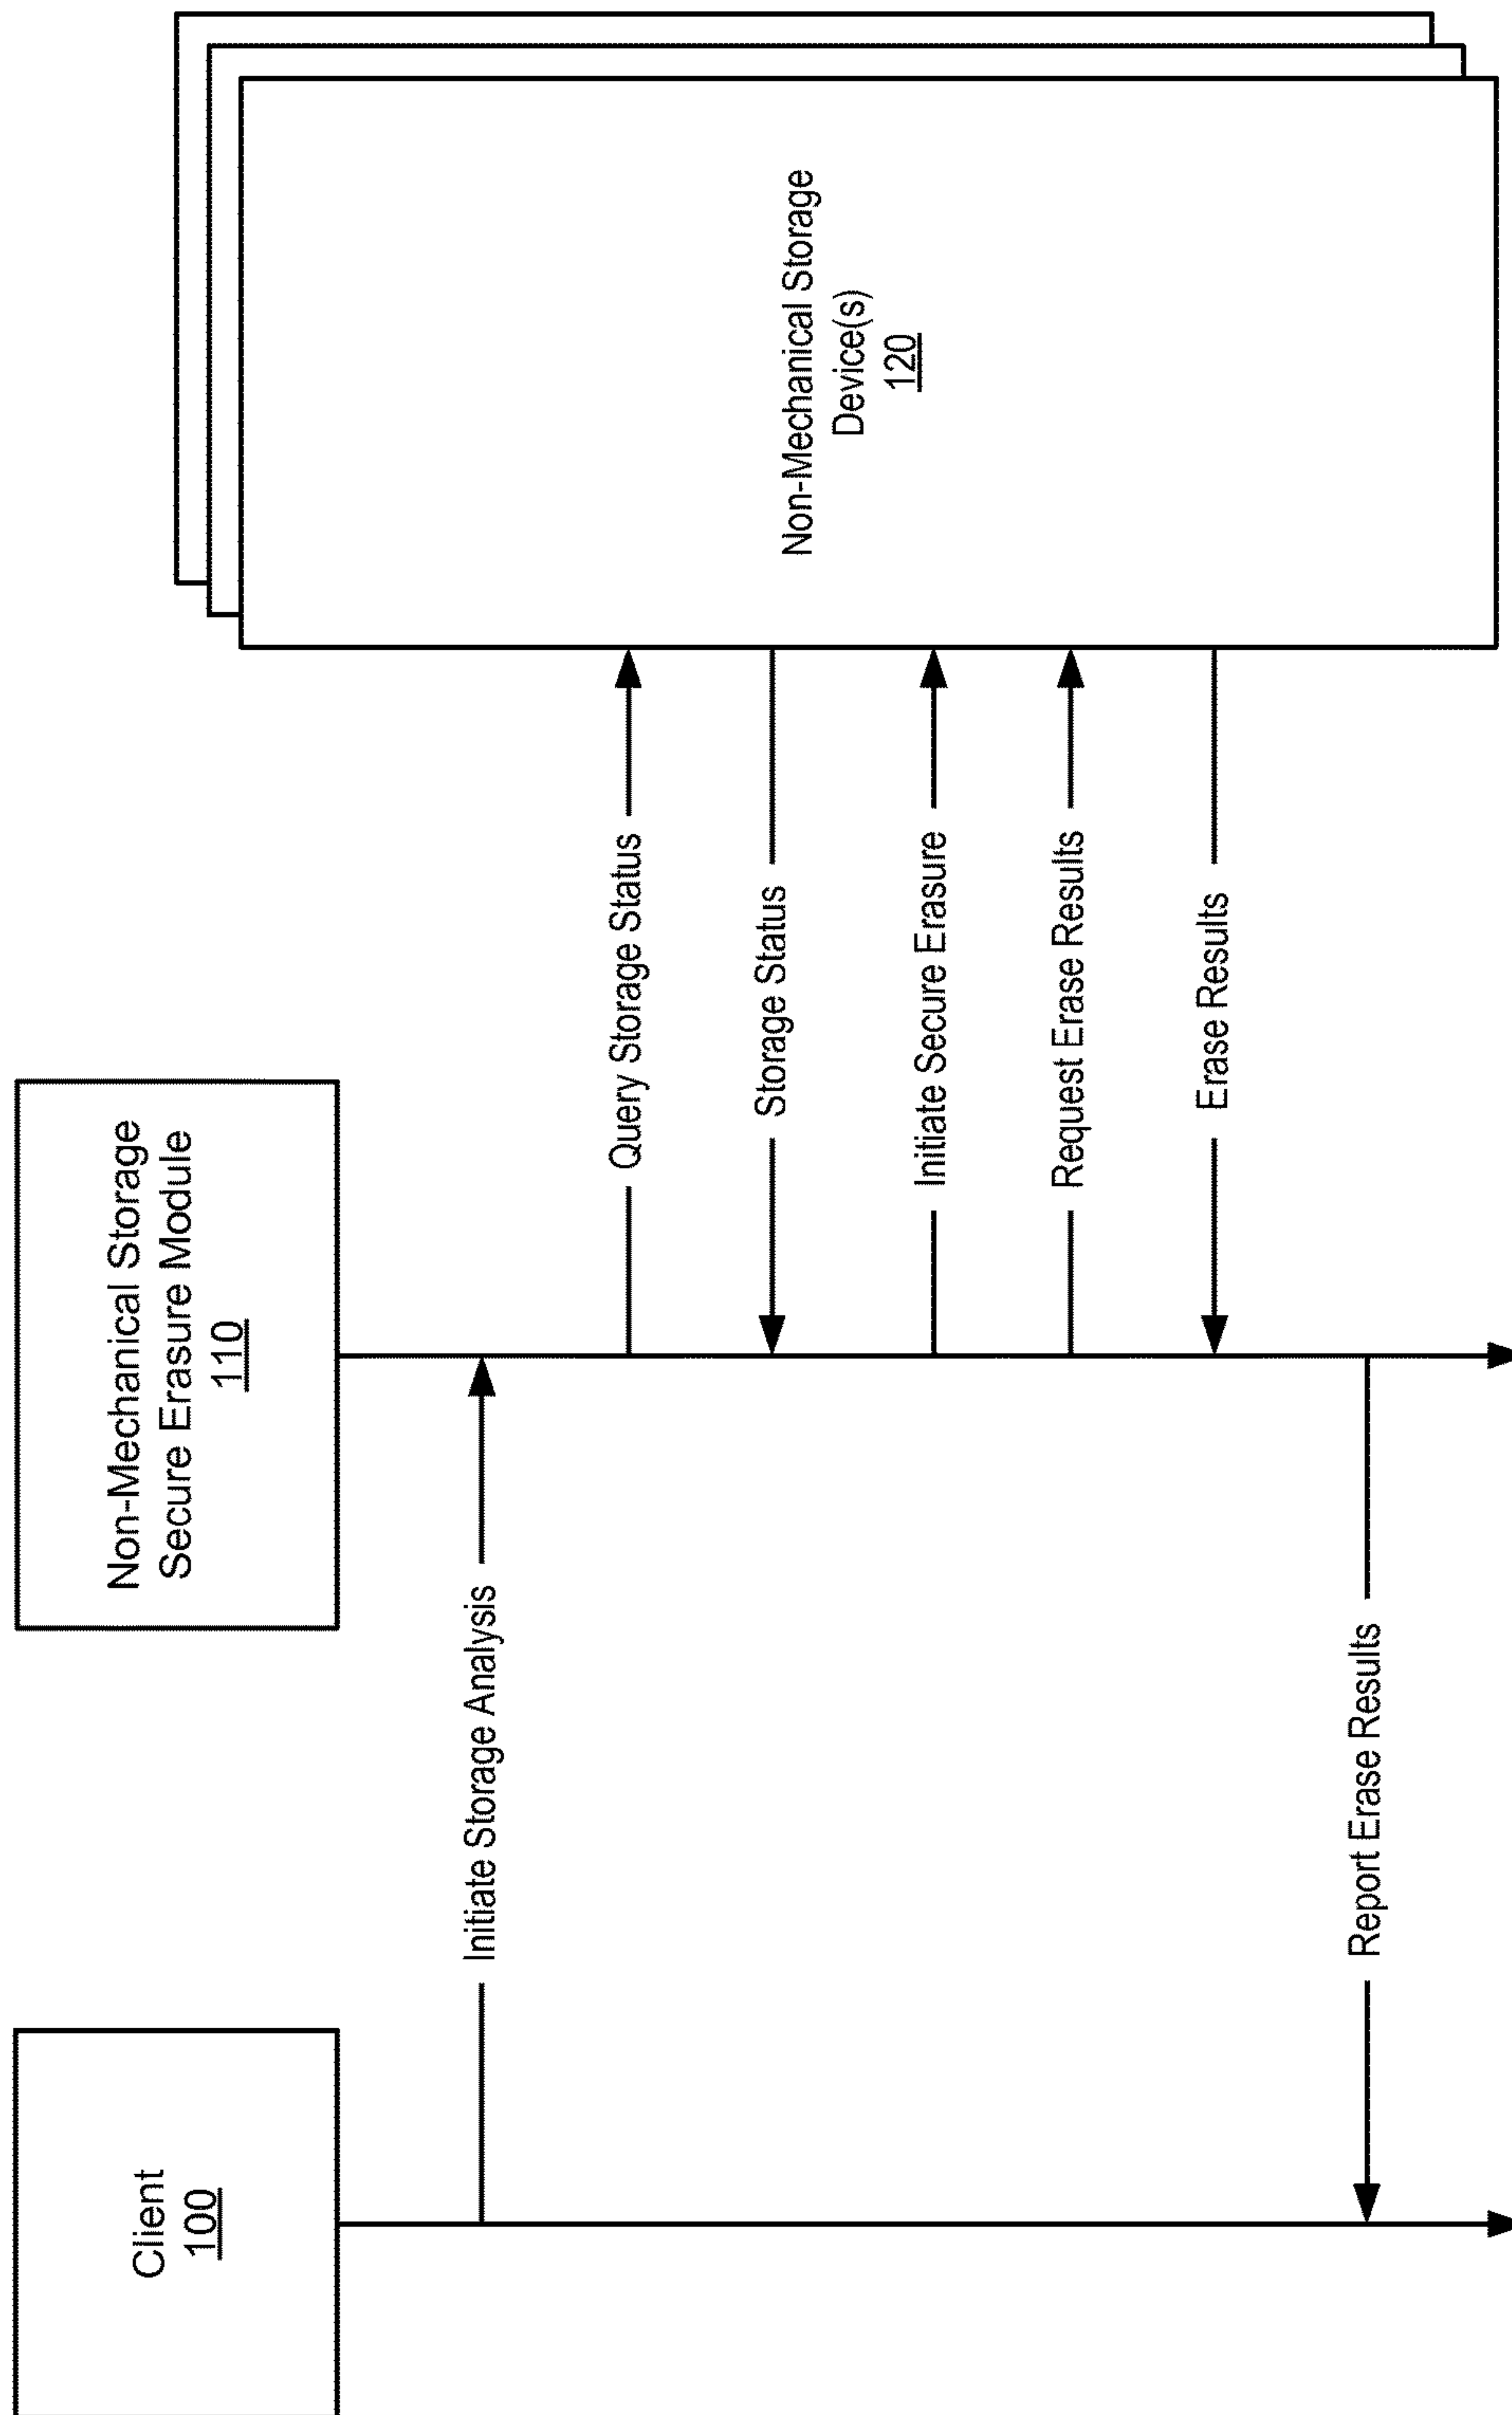 Client
100
Non-Mechanical Storage
Secure Erasure Module
110
Non-Mechanical Storage
Device(s)
120
Initiate Storage Analysis
Query Storage Status
Storage Status
Initiate Secure Erasure
Request Erase Results
Erase Results
Report Erase Results